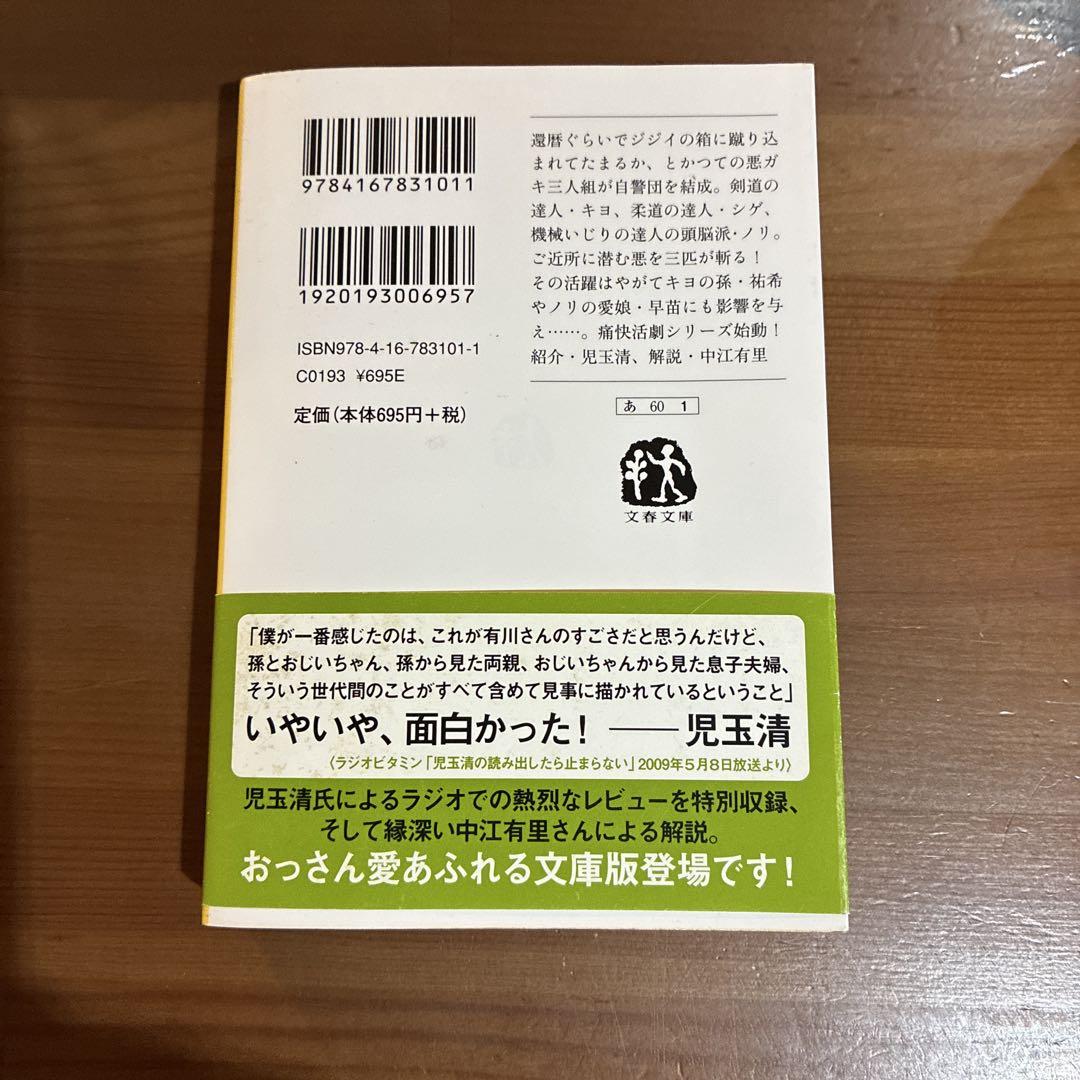 9784167831011
1920193006957
ISBN978-4-16-783101-1
C0193 ¥695E
定価(本体695円+税)
還暦ぐらいでジジイの箱に蹴り込
まれてたまるか、とかつての悪ガ
キ三人組が自警団を結成。剣道の
達人・キヨ、柔道の達人・シゲ、
機械いじりの達人の頭脳派・ノリ。
ご近所に潜む悪を三匹が斬る!
その活躍はやがてキヨの孫・祐希
やノリの愛娘・早苗にも影響を与
え……。痛快活劇シリーズ始動!
紹介・児玉清、解説・中江有里
あ 60 1
文春文庫
「僕が一番感じたのは、これが有川さんのすごさだと思うんだけど、
孫とおじいちゃん、孫から見た両親、おじいちゃんから見た息子夫婦、
そういう世代間のことがすべて含めて見事に描かれているということ」
いやいや、面白かった! ——児玉清
〈ラジオビタミン「児玉清の読み出したら止まらない」2009年5月8日放送より〉
児玉清氏によるラジオでの熱烈なレビューを特別収録、
そして縁深い中江有里さんによる解説。
おっさん愛あふれる文庫版登場です!